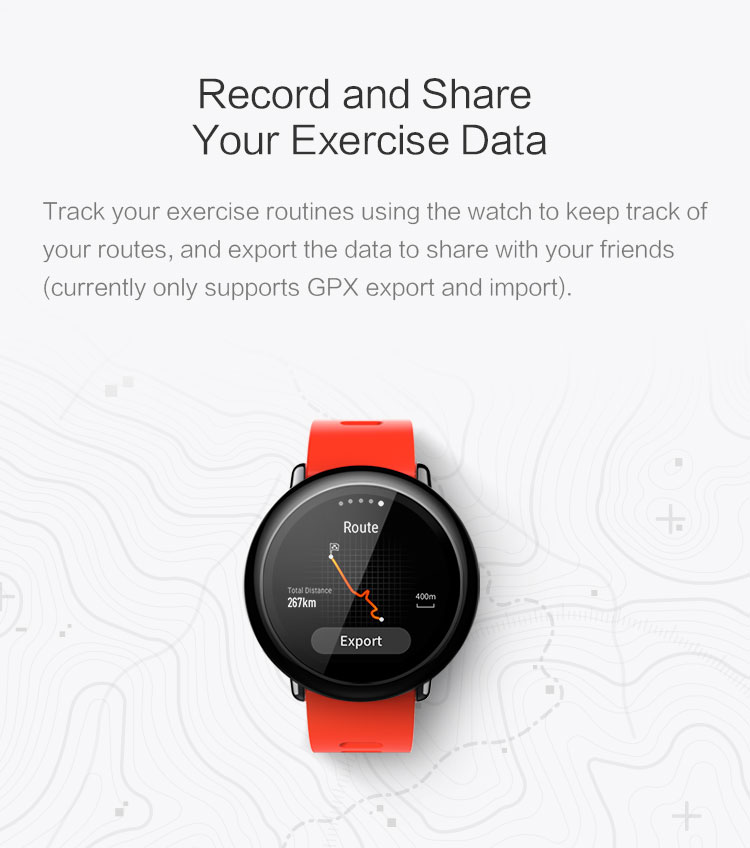 Record and Share
Your Exercise Data
Track your exercise routines using the watch to keep track of
your routes, and export the data to share with your friends
(currently only supports GPX export and import).
Route
Total Distance
267km
400m
Export